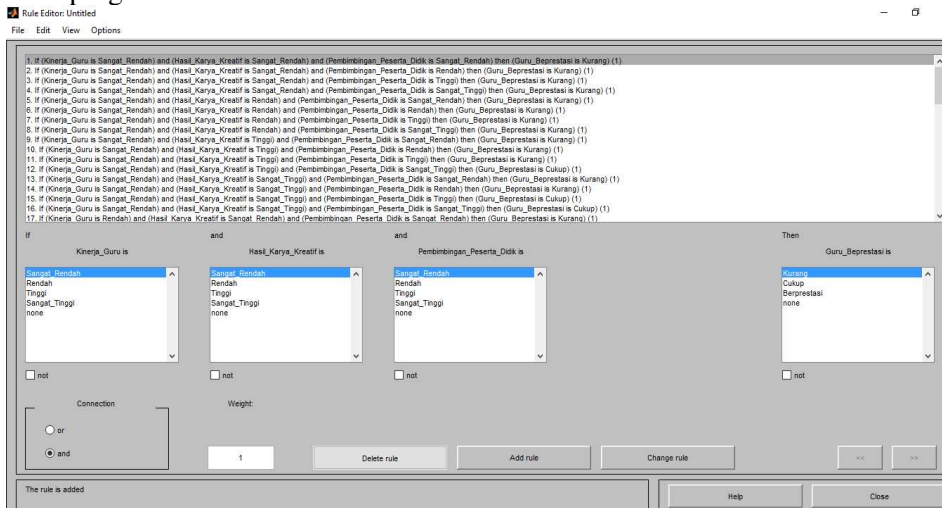 Rule Editor: Untitled
File Edit View Options
1. If (Kinerja_Guru is Sangat_Rendah) and (Hasil_Karya_Kreatif is Sangat_Rendah) and (Pembimbingan_Peserta_Didik is Sangat_Rendah) then (Guru_Beprestasi is Kurang) (1)
2. If (Kinerja_Guru is Sangat_Rendah) and (Hasil_Karya_Kreatif is Sangat_Rendah) and (Pembimbingan_Peserta_Didik is Rendah) then (Guru_Beprestasi is Kurang) (1)
3. If (Kinerja_Guru is Sangat_Rendah) and (Hasil_Karya_Kreatif is Sangat_Rendah) and (Pembimbingan_Peserta_Didik is Tinggi) then (Guru_Beprestasi is Kurang) (1)
4. If (Kinerja_Guru is Sangat_Rendah) and (Hasil_Karya_Kreatif is Sangat_Rendah) and (Pembimbingan_Peserta_Didik is Sangat_Tinggi) then (Guru_Beprestasi is Kurang) (1)
5. If (Kinerja_Guru is Sangat_Rendah) and (Hasil_Karya_Kreatif is Rendah) and (Pembimbingan_Peserta_Didik is Sangat_Rendah) then (Guru_Beprestasi is Kurang) (1)
6. If (Kinerja_Guru is Sangat_Rendah) and (Hasil_Karya_Kreatif is Rendah) and (Pembimbingan_Peserta_Didik is Rendah) then (Guru_Beprestasi is Kurang) (1)
7. If (Kinerja_Guru is Sangat_Rendah) and (Hasil_Karya_Kreatif is Rendah) and (Pembimbingan_Peserta_Didik is Tinggi) then (Guru_Beprestasi is Kurang) (1)
8. If (Kinerja_Guru is Sangat_Rendah) and (Hasil_Karya_Kreatif is Rendah) and (Pembimbingan_Peserta_Didik is Sangat_Tinggi) then (Guru_Beprestasi is Kurang) (1)
9. If (Kinerja_Guru is Sangat_Rendah) and (Hasil_Karya_Kreatif is Tinggi) and (Pembimbingan_Peserta_Didik is Sangat_Rendah) then (Guru_Beprestasi is Kurang) (1)
10. If (Kinerja_Guru is Sangat_Rendah) and (Hasil_Karya_Kreatif is Tinggi) and (Pembimbingan_Peserta_Didik is Rendah) then (Guru_Beprestasi is Kurang) (1)
11. If (Kinerja_Guru is Sangat_Rendah) and (Hasil_Karya_Kreatif is Tinggi) and (Pembimbingan_Peserta_Didik is Tinggi) then (Guru_Beprestasi is Kurang) (1)
12. If (Kinerja_Guru is Sangat_Rendah) and (Hasil_Karya_Kreatif is Tinggi) and (Pembimbingan_Peserta_Didik is Sangat_Tinggi) then (Guru_Beprestasi is Cukup) (1)
13. If (Kinerja_Guru is Sangat_Rendah) and (Hasil_Karya_Kreatif is Sangat_Tinggi) and (Pembimbingan_Peserta_Didik is Sangat_Rendah) then (Guru_Beprestasi is Kurang) (1)
14. If (Kinerja_Guru is Sangat_Rendah) and (Hasil_Karya_Kreatif is Sangat_Tinggi) and (Pembimbingan_Peserta_Didik is Rendah) then (Guru_Beprestasi is Kurang) (1)
15. If (Kinerja_Guru is Sangat_Rendah) and (Hasil_Karya_Kreatif is Sangat_Tinggi) and (Pembimbingan_Peserta_Didik is Tinggi) then (Guru_Beprestasi is Cukup) (1)
16. If (Kinerja_Guru is Sangat_Rendah) and (Hasil_Karya_Kreatif is Sangat_Tinggi) and (Pembimbingan_Peserta_Didik is Sangat_Tinggi) then (Guru_Beprestasi is Cukup) (1)
17. If (Kinerja_Guru is Rendah) and (Hasil_Karya_Kreatif is Sangat_Rendah) and (Pembimbingan_Peserta_Didik is Sangat_Rendah) then (Guru_Beprestasi is Kurang) (1)
If and and Then
Kinerja_Guru is Hasil_Karya_Kreatif is Pembimbingan_Peserta_Didik is Guru_Beprestasi is
Sangat_Rendah Sangat_Rendah Sangat_Rendah Kurang
Rendah Rendah Rendah Cukup
Tinggi Tinggi Tinggi Berprestasi
Sangat_Tinggi Sangat_Tinggi Sangat_Tinggi none
none none none
not not not not
Connection Weight:
or
and 1 Delete rule Add rule Change rule << >>
The rule is added Help Close